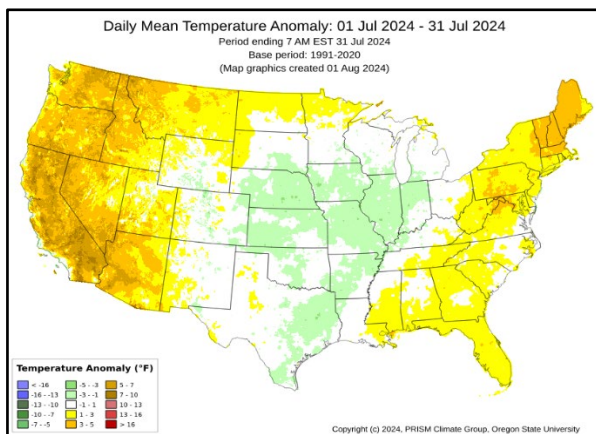 Daily Mean Temperature Anomaly: 01 Jul 2024 - 31 Jul 2024
Period ending 7 AM EST 31 Jul 2024
Base period: 1991-2020
(Map graphics created 01 Aug 2024)
Temperature Anomaly (°F)
< -16 -5 - -3 5 - 7
-16 - -13 -3 - -1 7 - 10
-13 - -10 -1 - 1 10 - 13
-10 - -7 1 - 3 13 - 16
-7 - -5 3 - 5 > 16
Copyright (c) 2024, PRISM Climate Group, Oregon State University